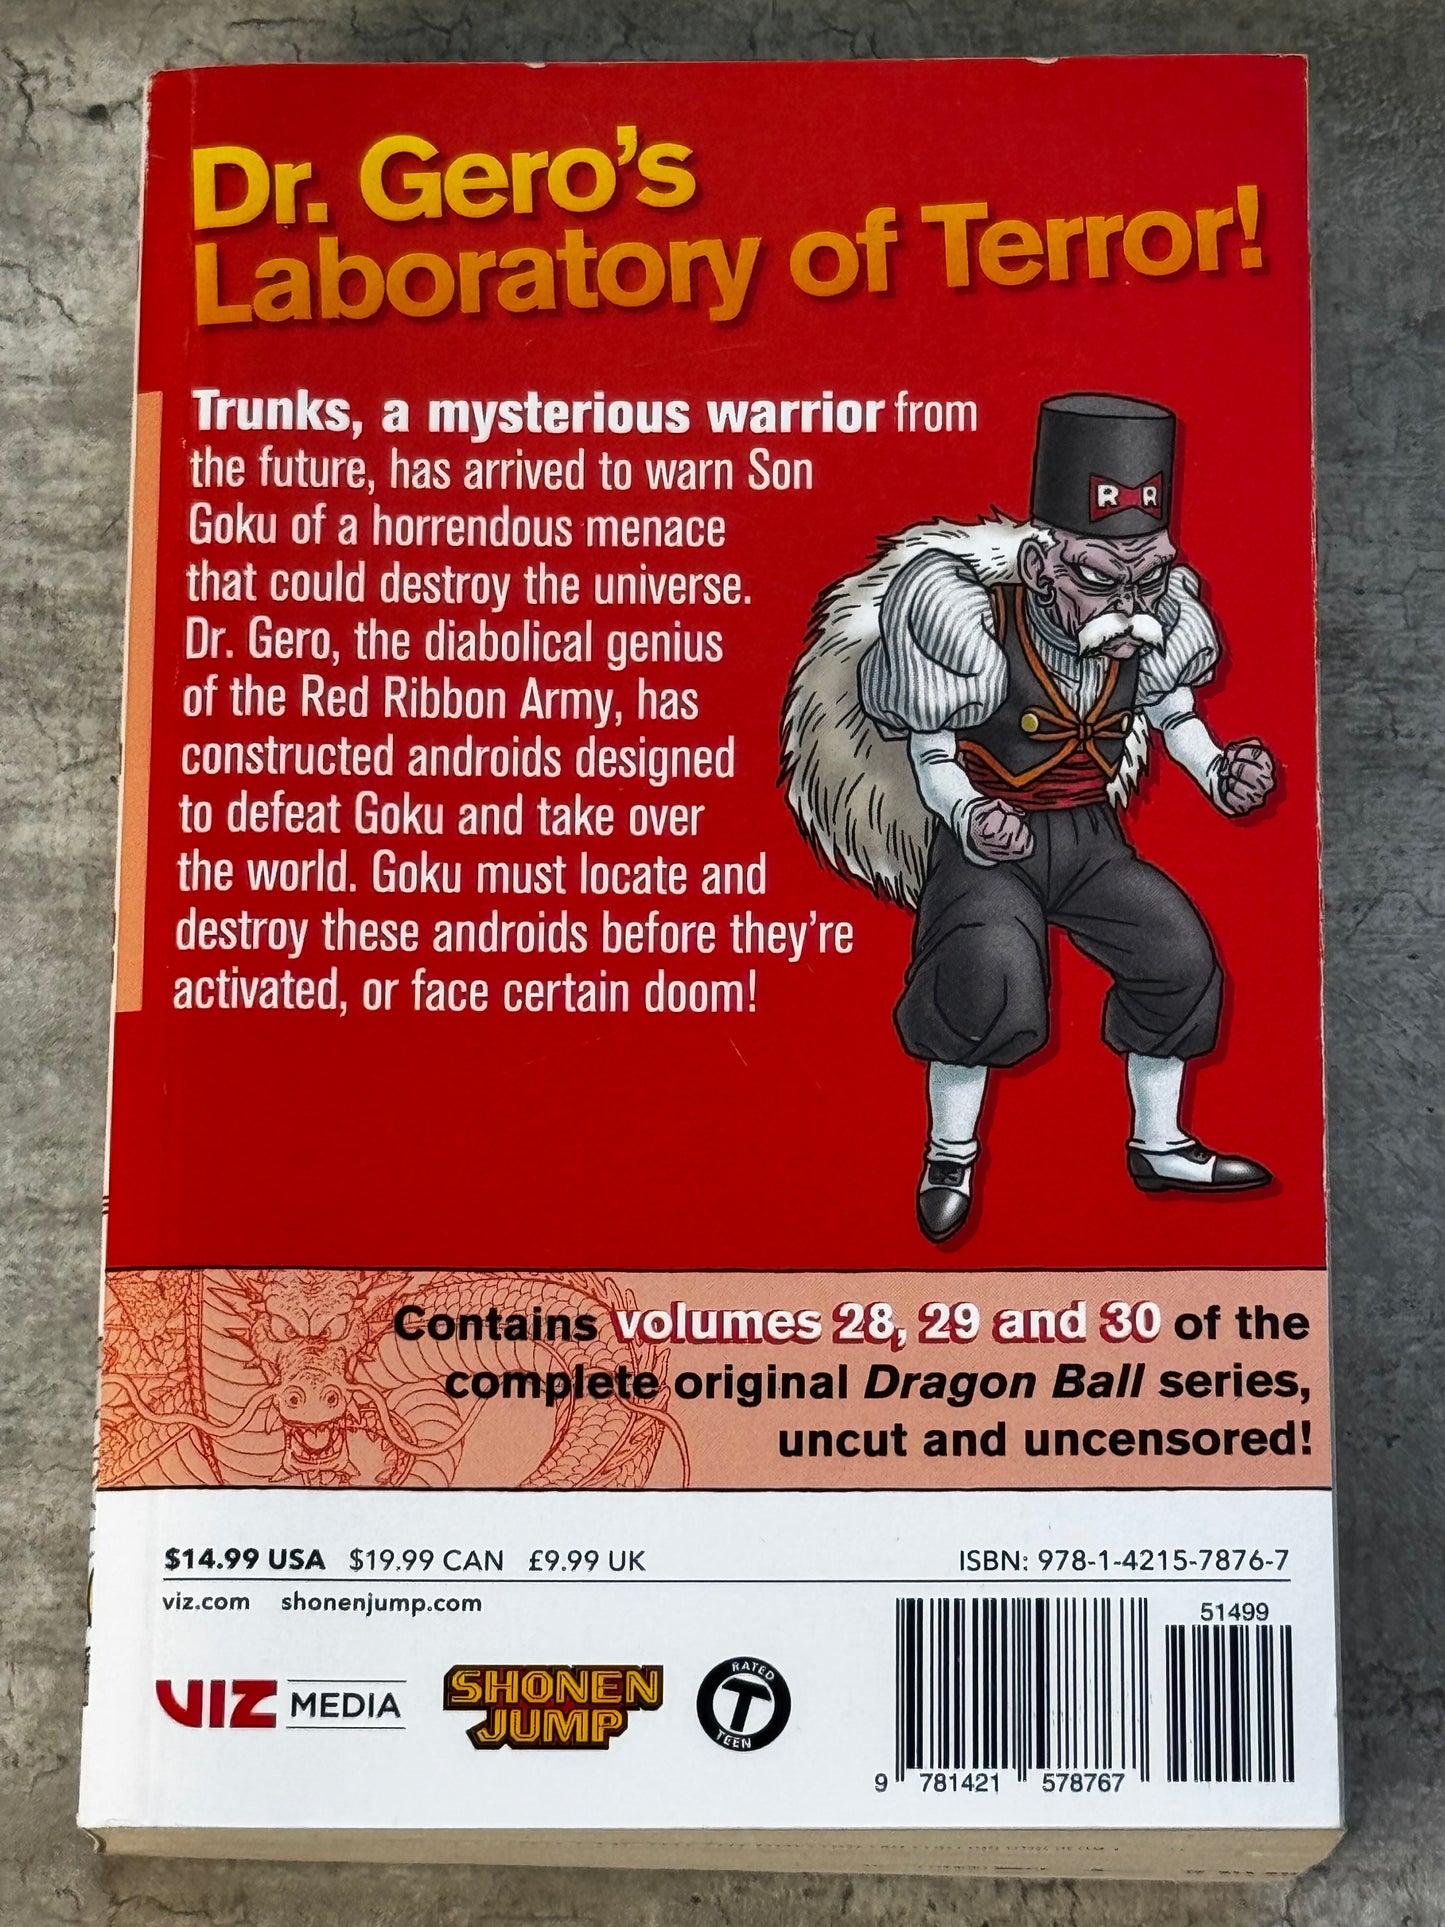 Dr. Gero’s
Laboratory of Terror!
Trunks, a mysterious warrior from
the future, has arrived to warn Son
Goku of a horrendous menace
that could destroy the universe.
Dr. Gero, the diabolical genius
of the Red Ribbon Army, has
constructed androids designed
to defeat Goku and take over
the world. Goku must locate and
destroy these androids before they’re
activated, or face certain doom!
R R
Contains volumes 28, 29 and 30 of the
complete original Dragon Ball series,
uncut and uncensored!
$14.99 USA $19.99 CAN £9.99 UK
ISBN: 978-1-4215-7876-7
viz.com shonenjump.com
51499
VIZ MEDIA
SHONEN
JUMP
RATED
T
TEEN
9 781421 578767